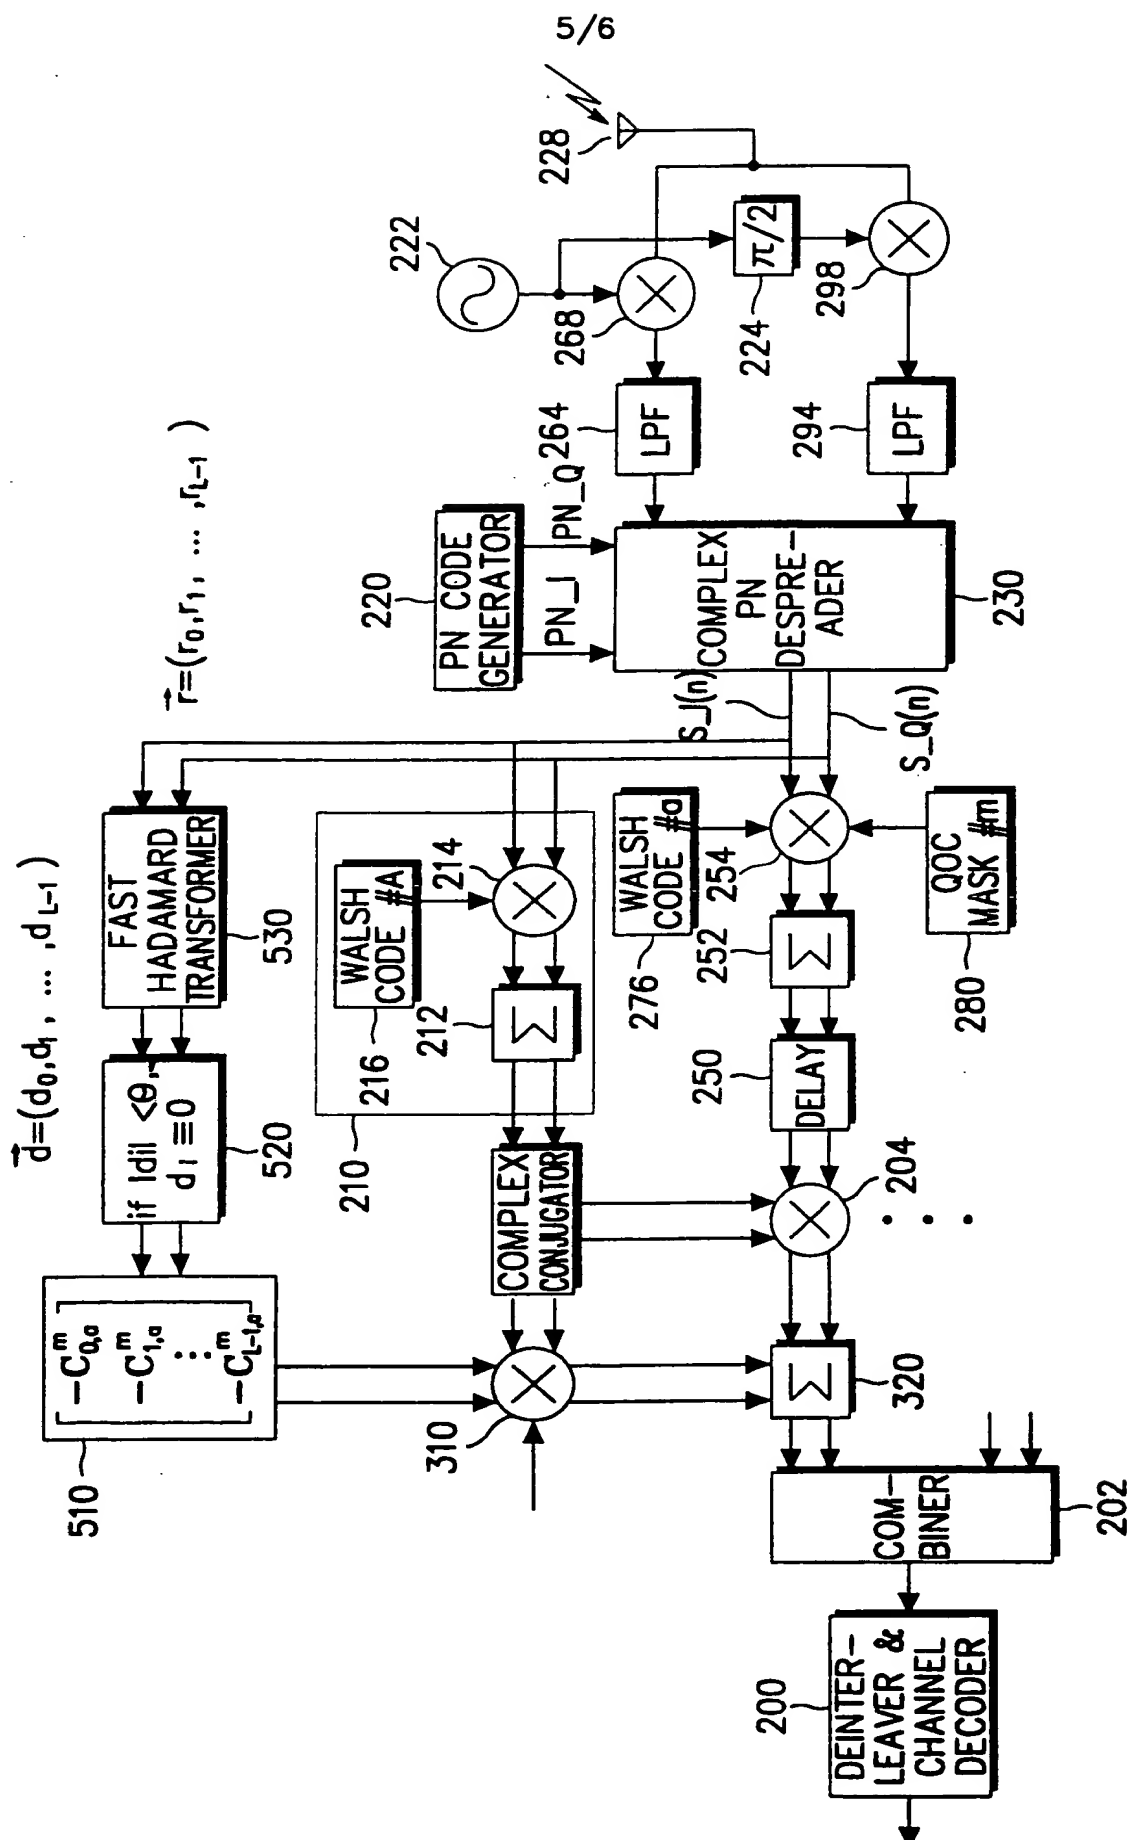 5/6
228
222
268
π/2
224
298
264
LPF
294
LPF
r⃗=(r0,r1, ... ,rL-1)
220
PN CODE
GENERATOR
PN_I
PN_Q
COMPLEX
PN
DESPRE-
ADER
230
S_I(n)
S_Q(n)
FAST
HADAMARD
TRANSFORMER
530
d⃗=(d0,d1, ... ,dL-1)
if |di| <θ,
di ≡0
520
-C^m_0,a
-C^m_1,a
⋮
-C^m_L-1,a
510
WALSH
CODE #A
216
214
212
Σ
210
COMPLEX
CONJUGATOR
310
WALSH
CODE #a
276
254
QOC
MASK #m
280
252
Σ
250
DELAY
204
Σ
320
COM-
BINER
202
200
DEINTER-
LEAVER &
CHANNEL
DECODER